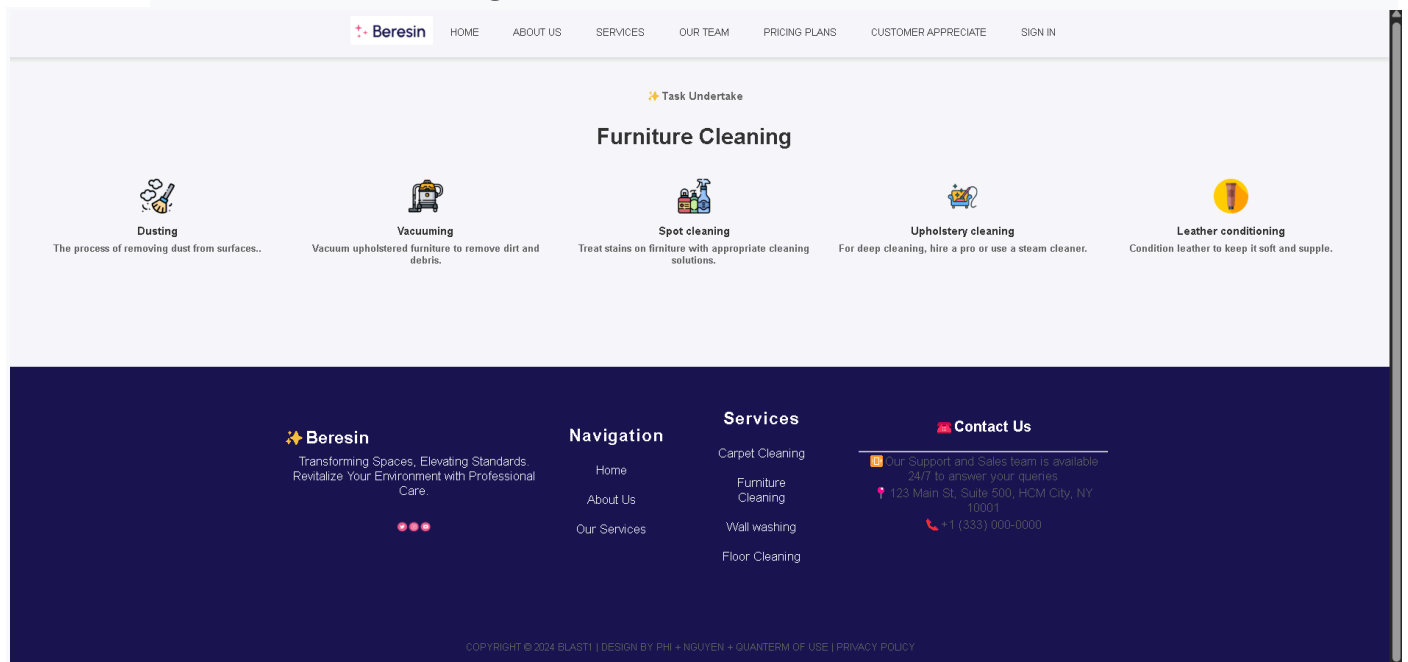 Beresin
HOME
ABOUT US
SERVICES
OUR TEAM
PRICING PLANS
CUSTOMER APPRECIATE
SIGN IN
Task Undertake
Furniture Cleaning
Dusting
The process of removing dust from surfaces..
Vacuuming
Vacuum upholstered furniture to remove dirt and
debris.
Spot cleaning
Treat stains on firniture with appropriate cleaning
solutions.
Upholstery cleaning
For deep cleaning, hire a pro or use a steam cleaner.
Leather conditioning
Condition leather to keep it soft and supple.
Beresin
Transforming Spaces, Elevating Standards.
Revitalize Your Environment with Professional
Care.
Navigation
Home
About Us
Our Services
Services
Carpet Cleaning
Furniture
Cleaning
Wall washing
Floor Cleaning
Contact Us
Our Support and Sales team is available
24/7 to answer your queries
123 Main St, Suite 500, HCM City, NY
10001
+1 (333) 000-0000
COPYRIGHT © 2024 BLAST1 | DESIGN BY PHI + NGUYEN + QUANTERM OF USE | PRIVACY POLICY